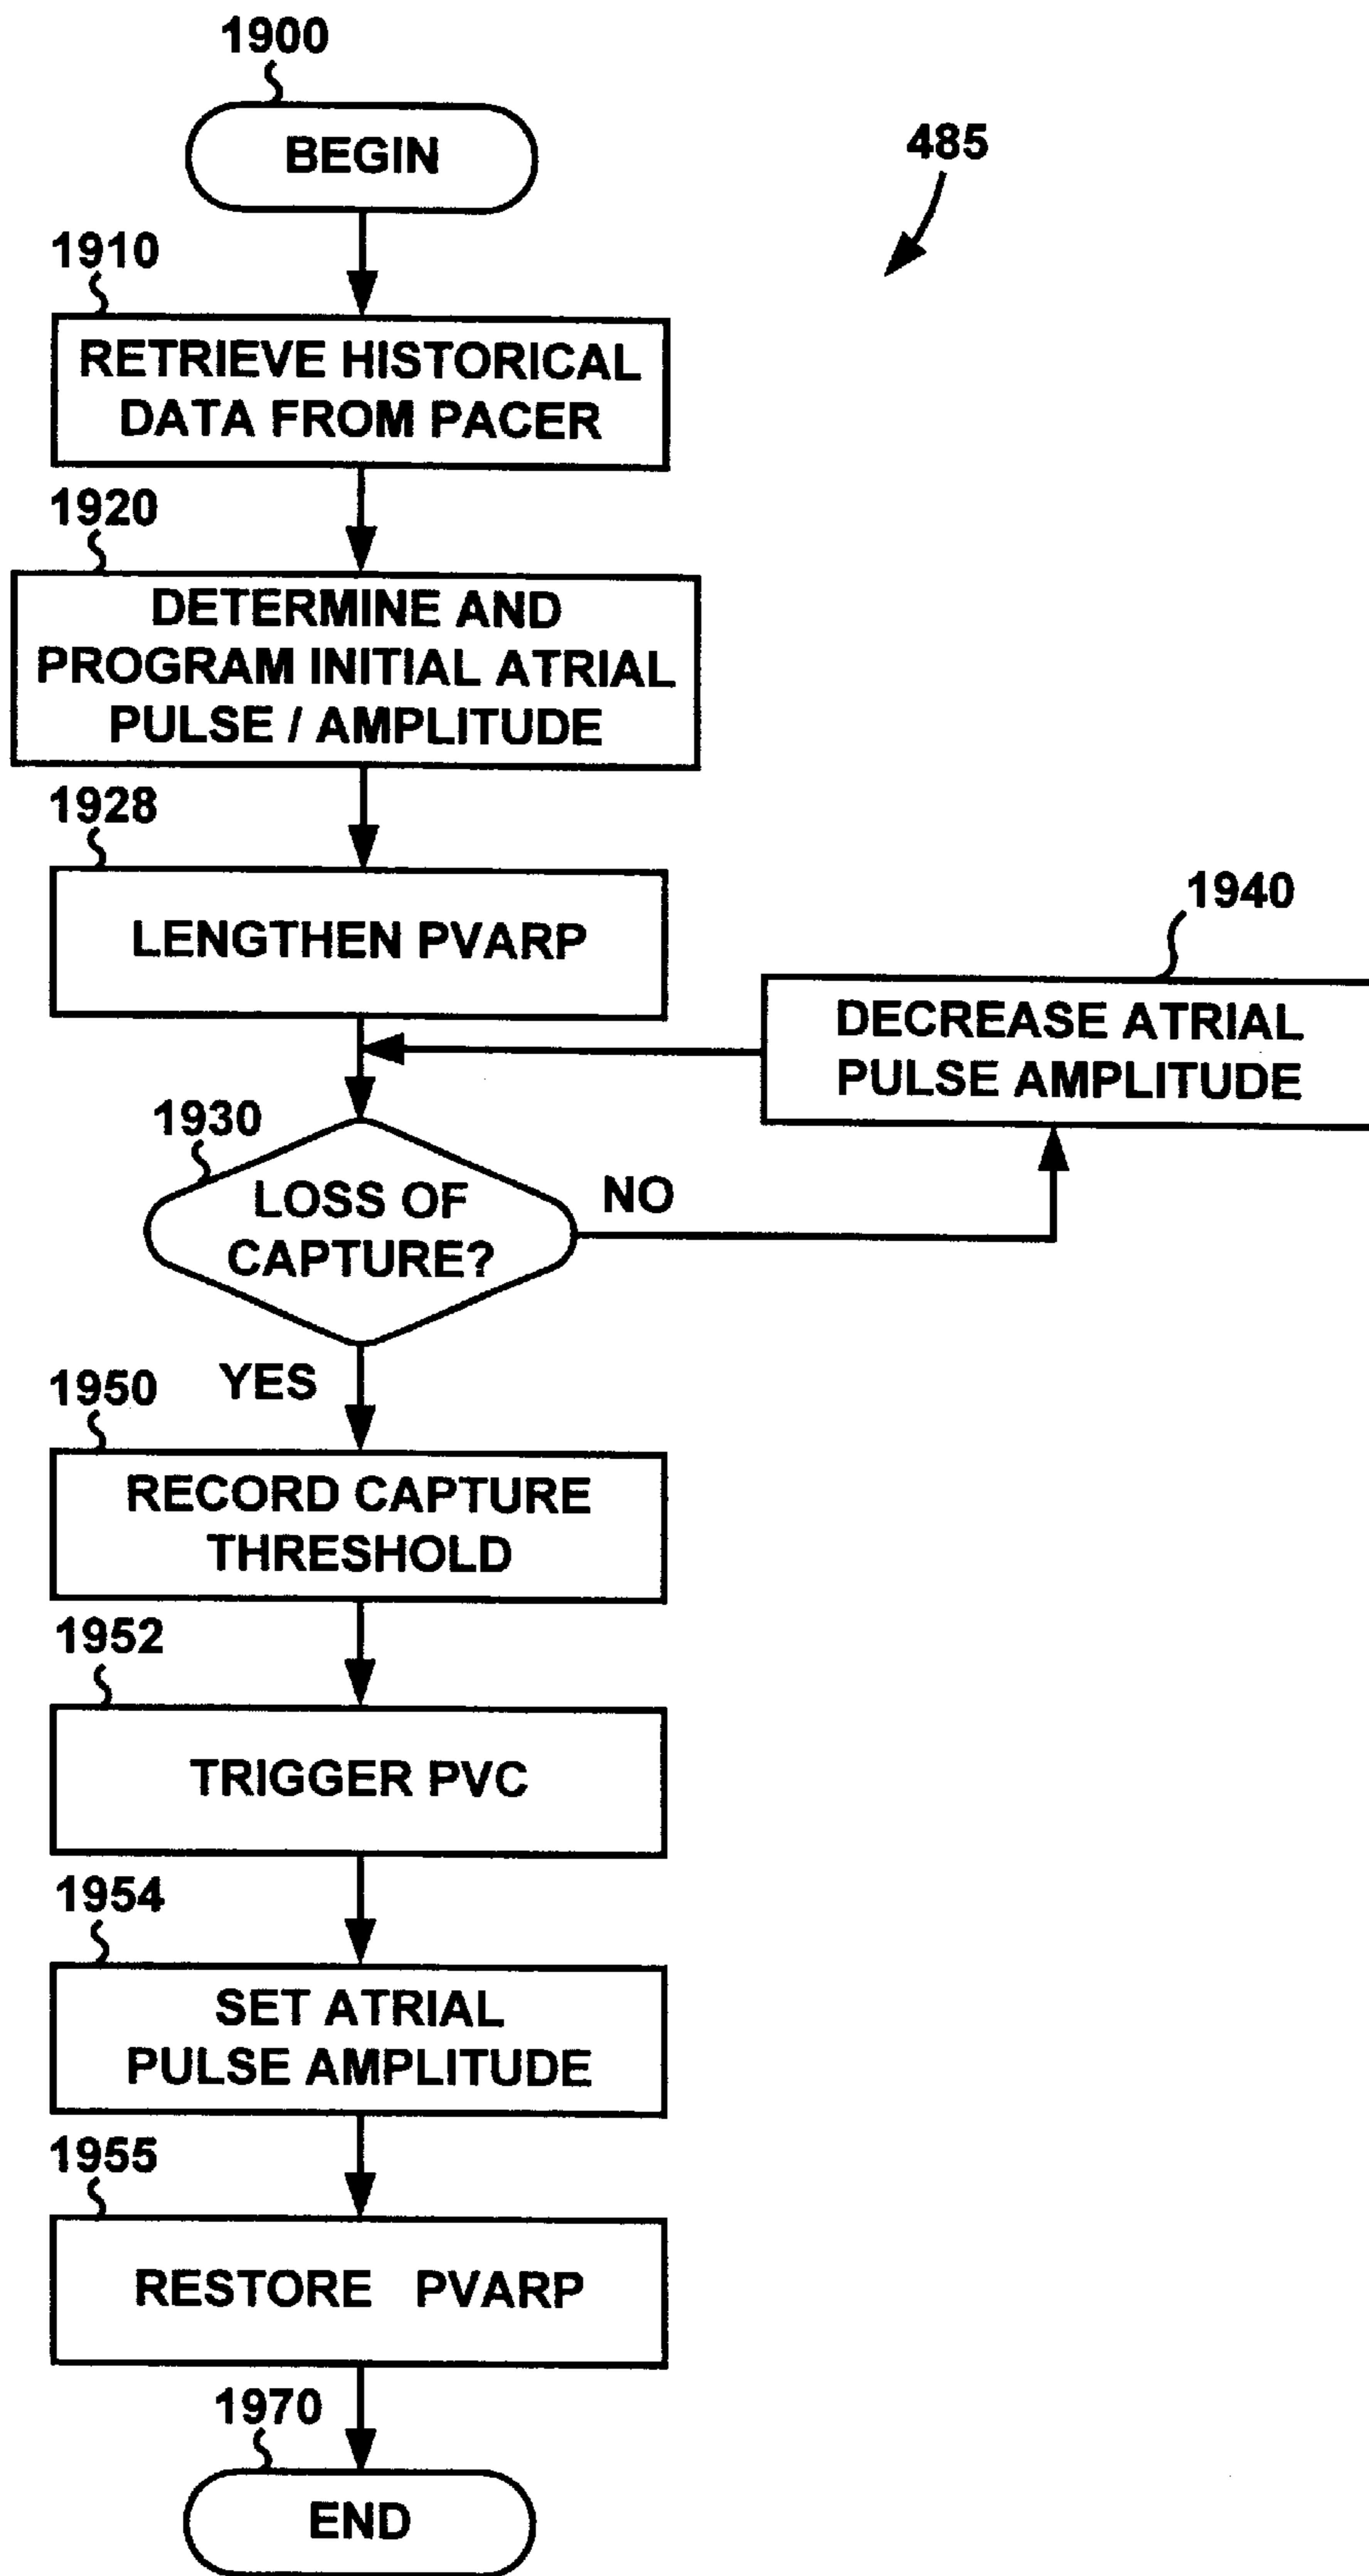 1900
BEGIN
485
1910
RETRIEVE HISTORICAL
DATA FROM PACER
1920
DETERMINE AND
PROGRAM INITIAL ATRIAL
PULSE / AMPLITUDE
1928
LENGTHEN PVARP
1940
DECREASE ATRIAL
PULSE AMPLITUDE
1930
LOSS OF
CAPTURE?
NO
YES
1950
RECORD CAPTURE
THRESHOLD
1952
TRIGGER PVC
1954
SET ATRIAL
PULSE AMPLITUDE
1955
RESTORE PVARP
1970
END